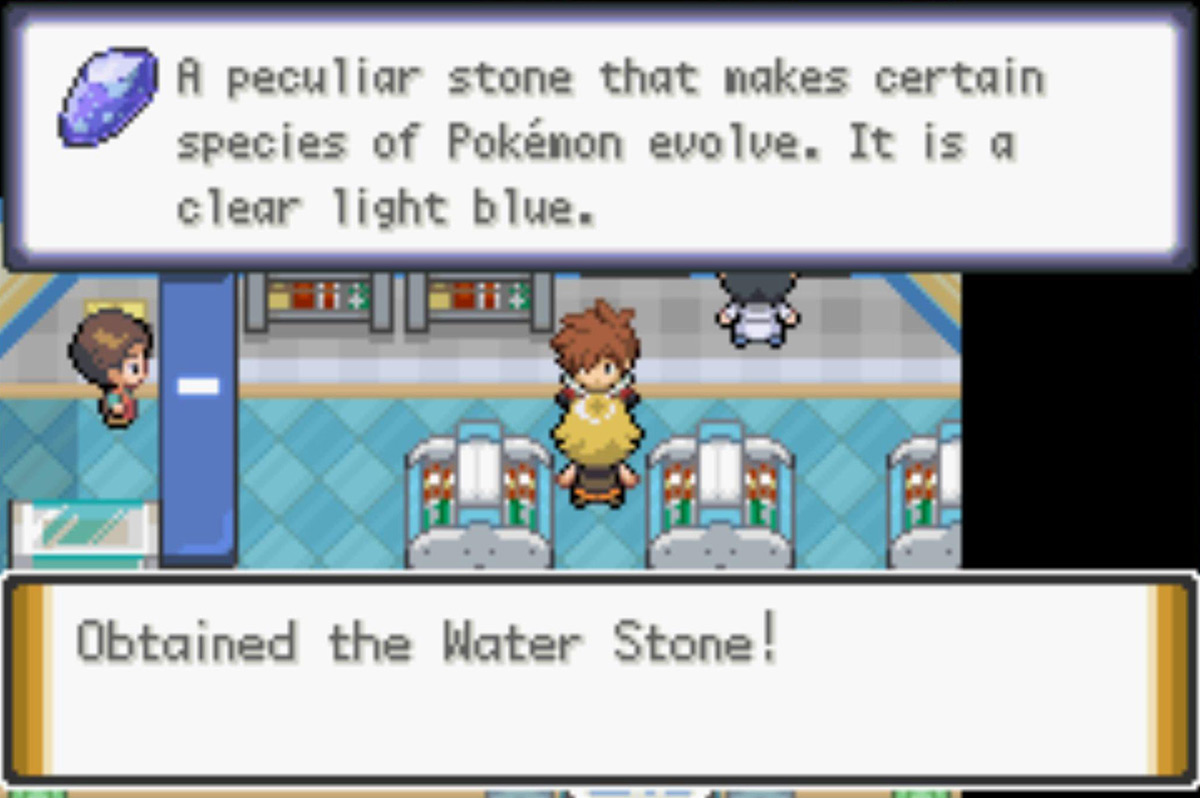 A peculiar stone that makes certain
species of Pokémon evolve. It is a
clear light blue.
Obtained the Water Stone!